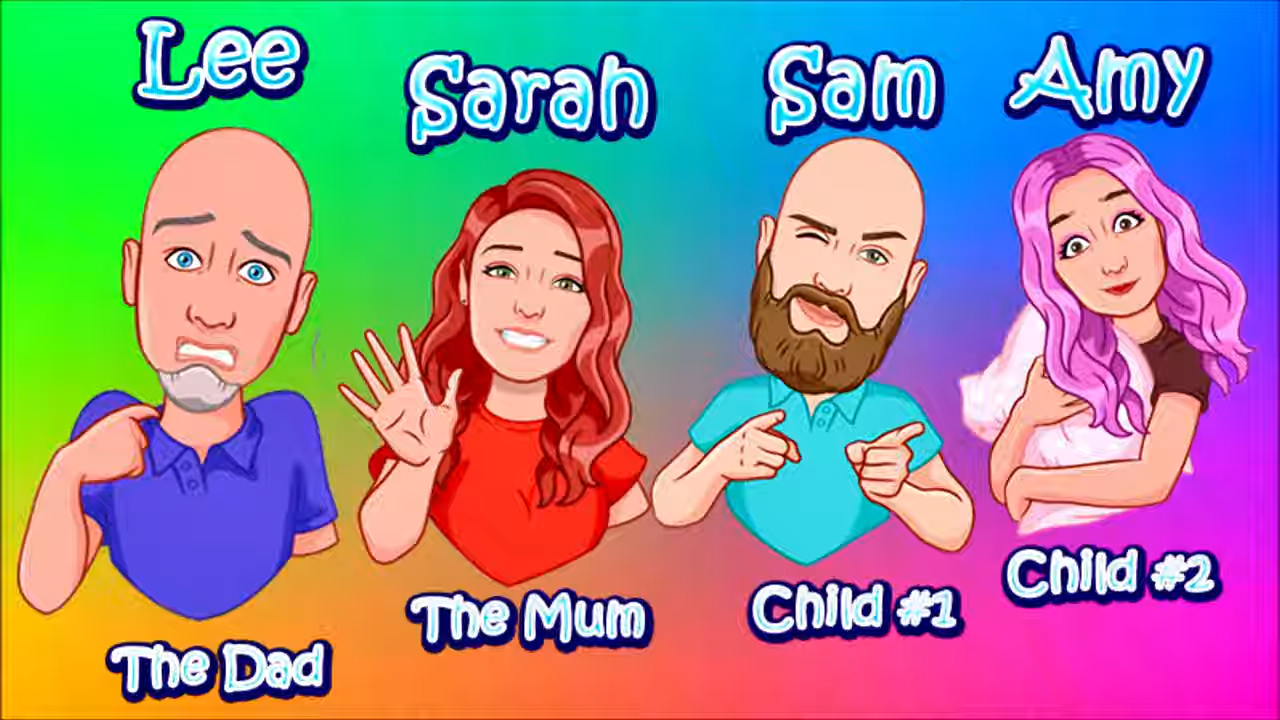 Lee
Sarah
Sam
Amy
The Dad
The Mum
Child #1
Child #2